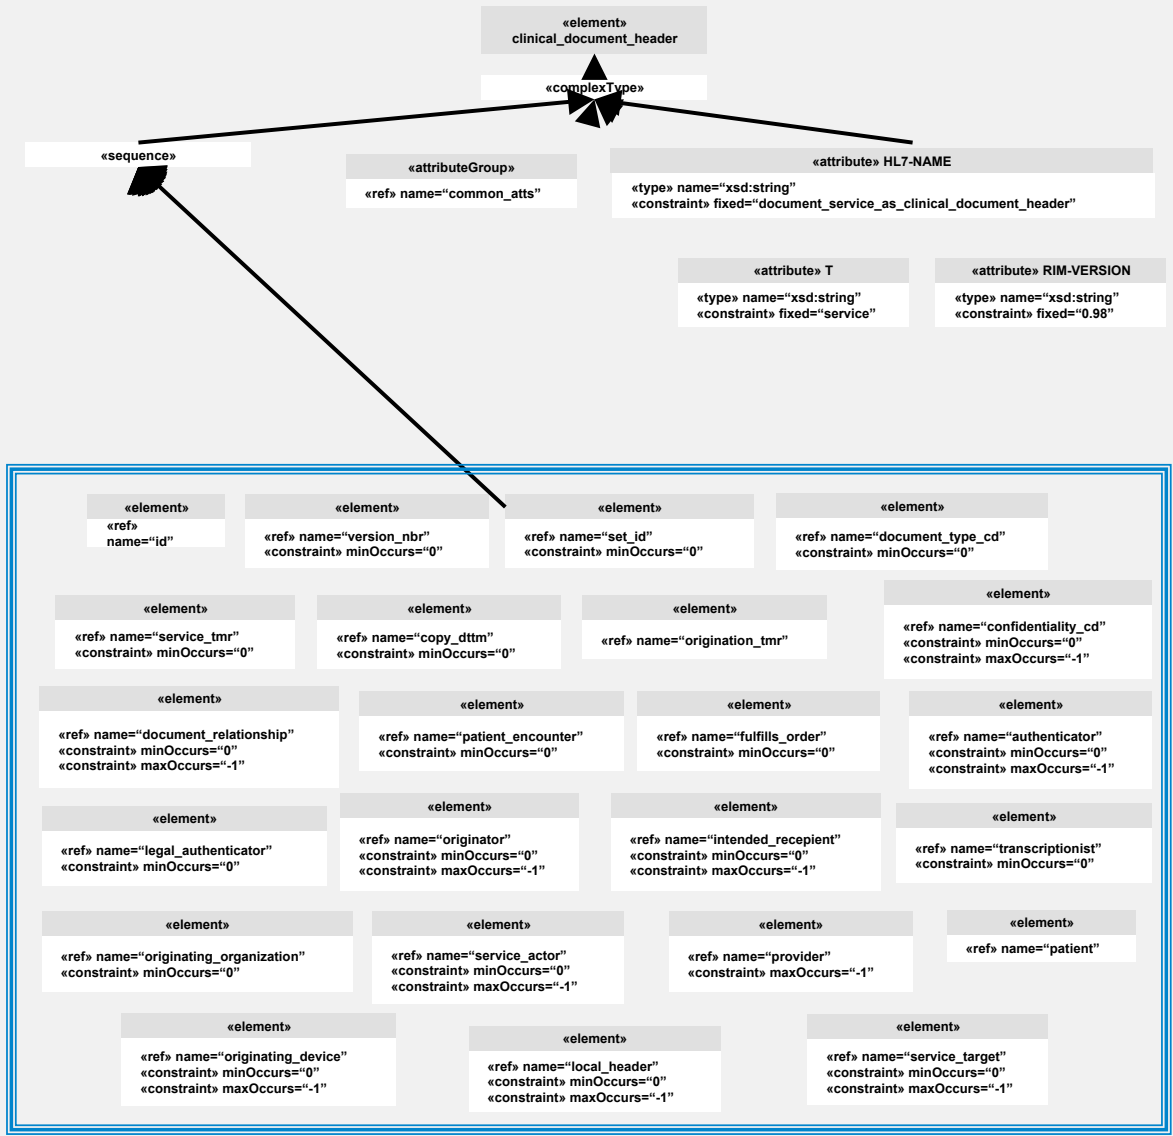 «element»
clinical_document_header
«complexType»
«sequence»
«attributeGroup»
«ref» name=“common_atts”
«attribute» HL7-NAME
«type» name=“xsd:string”
«constraint» fixed=“document_service_as_clinical_document_header”
«attribute» T
«type» name=“xsd:string”
«constraint» fixed=“service”
«attribute» RIM-VERSION
«type» name=“xsd:string”
«constraint» fixed=“0.98”
«element»
«ref»
name=“id”
«element»
«ref» name=“version_nbr”
«constraint» minOccurs=“0”
«element»
«ref» name=“set_id”
«constraint» minOccurs=“0”
«element»
«ref» name=“document_type_cd”
«constraint» minOccurs=“0”
«element»
«ref» name=“service_tmr”
«constraint» minOccurs=“0”
«element»
«ref» name=“copy_dttm”
«constraint» minOccurs=“0”
«element»
«ref» name=“origination_tmr”
«element»
«ref» name=“confidentiality_cd”
«constraint» minOccurs=“0”
«constraint» maxOccurs=“-1”
«element»
«ref» name=“document_relationship”
«constraint» minOccurs=“0”
«constraint» maxOccurs=“-1”
«element»
«ref» name=“patient_encounter”
«constraint» minOccurs=“0”
«element»
«ref» name=“fulfills_order”
«constraint» minOccurs=“0”
«element»
«ref» name=“authenticator”
«constraint» minOccurs=“0”
«constraint» maxOccurs=“-1”
«element»
«ref» name=“legal_authenticator”
«constraint» minOccurs=“0”
«element»
«ref» name=“originator”
«constraint» minOccurs=“0”
«constraint» maxOccurs=“-1”
«element»
«ref» name=“intended_recepient”
«constraint» minOccurs=“0”
«constraint» maxOccurs=“-1”
«element»
«ref» name=“transcriptionist”
«constraint» minOccurs=“0”
«element»
«ref» name=“originating_organization”
«constraint» minOccurs=“0”
«element»
«ref» name=“service_actor”
«constraint» minOccurs=“0”
«constraint» maxOccurs=“-1”
«element»
«ref» name=“provider”
«constraint» maxOccurs=“-1”
«element»
«ref» name=“patient”
«element»
«ref» name=“originating_device”
«constraint» minOccurs=“0”
«constraint» maxOccurs=“-1”
«element»
«ref» name=“local_header”
«constraint» minOccurs=“0”
«constraint» maxOccurs=“-1”
«element»
«ref» name=“service_target”
«constraint» minOccurs=“0”
«constraint» maxOccurs=“-1”